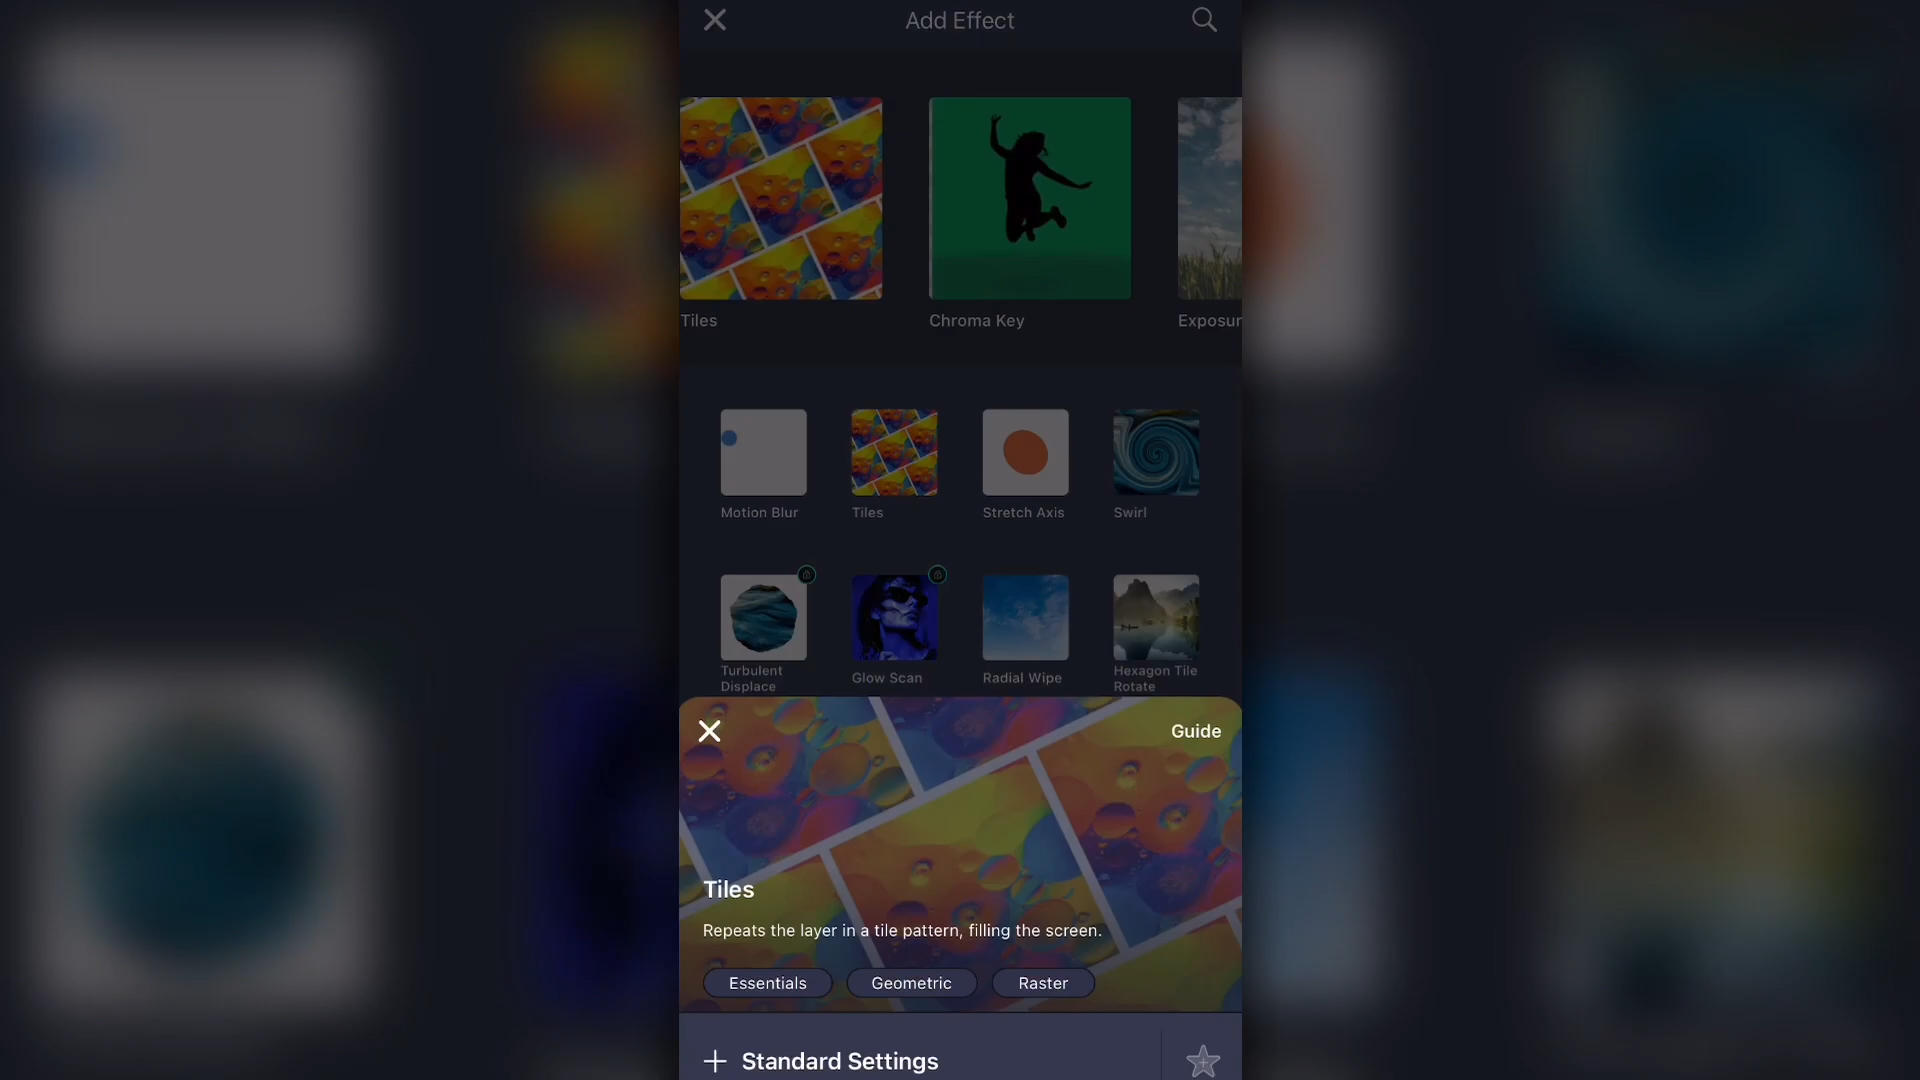 Add Effect
Tiles
Chroma Key
Exposur
Motion Blur
Tiles
Stretch Axis
Swirl
Turbulent
Displace
Glow Scan
Radial Wipe
Hexagon Tile
Rotate
Guide
Tiles
Repeats the layer in a tile pattern, filling the screen.
Essentials
Geometric
Raster
Standard Settings